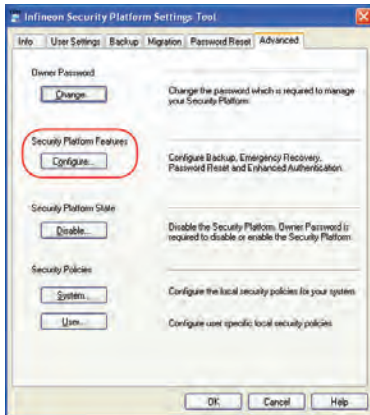 Infineon Security Platform Settings Tool
Info User Settings Backup Migration Password Reset Advanced
Owner Password
Change...
Change the password which is required to manage
your Security Platform.
Security Platform Features
Configure...
Configure Backup, Emergency Recovery,
Password Reset and Enhanced Authentication.
Security Platform State
Disable...
Disable the Security Platform. Owner Password is
required to disable or enable the Security Platform.
Security Policies
System...
Configure the local security policies for your system.
User...
Configure user specific local security policies.
OK Cancel Help